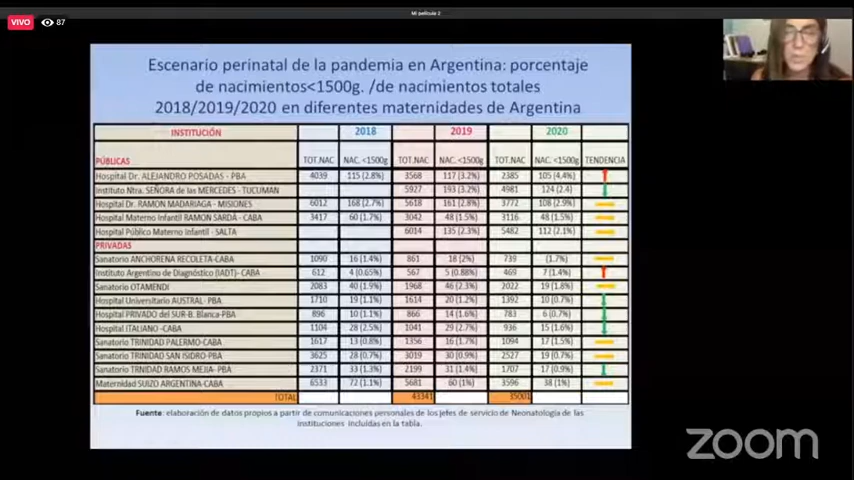 Mi película 2
VIVO 87
Escenario perinatal de la pandemia en Argentina: porcentaje
de nacimientos<1500g. /de nacimientos totales
2018/2019/2020 en diferentes maternidades de Argentina
INSTITUCIÓN 2018 2019 2020
PÚBLICAS TOT.NAC NAC. <1500g TOT.NAC NAC. <1500g TOT.NAC NAC. <1500g TENDENCIA
Hospital Dr. ALEJANDRO POSADAS - PBA 4039 115 (2.8%) 3568 117 (3.2%) 2385 105 (4,4%)
Instituto Ntra. SEÑORA de las MERCEDES - TUCUMAN 5927 193 (3.2%) 4981 124 (2.4)
Hospital Dr. RAMON MADARIAGA - MISIONES 6012 168 (2.7%) 5618 161 (2.8%) 3772 108 (2.9%)
Hospital Materno Infantil RAMON SARDÁ - CABA 3417 60 (1.7%) 3042 48 (1.5%) 3116 48 (1.5%)
Hospital Público Materno Infantil - SALTA 6014 135 (2.3%) 5482 112 (2.1%)
PRIVADAS
Sanatorio ANCHORENA RECOLETA-CABA 1090 16 (1.4%) 861 18 (2%) 739 (1.7%)
Instituto Argentino de Diagnóstico (IADT)- CABA 612 4 (0.65%) 567 5 (0.88%) 469 7 (1.4%)
Sanatorio OTAMENDI 2083 40 (1.9%) 1968 46 (2.3%) 2022 19 (1.8%)
Hospital Universitario AUSTRAL- PBA 1710 19 (1.1%) 1614 20 (1.2%) 1392 10 (0.7%)
Hospital PRIVADO del SUR-B. Blanca-PBA 896 10 (1.1%) 866 14 (1.6%) 783 6 (0.7%)
Hospital ITALIANO -CABA 1104 28 (2.5%) 1041 29 (2.7%) 936 15 (1.6%)
Sanatorio TRINIDAD PALERMO-CABA 1617 13 (0.8%) 1356 16 (1.7%) 1094 17 (1.5%)
Sanatorio TRINIDAD SAN ISIDRO-PBA 3625 28 (0.7%) 3019 30 (0.9%) 2527 19 (0.7%)
Sanatorio TRINIDAD RAMOS MEJIA- PBA 2371 33 (1.3%) 2199 31 (1.4%) 1707 17 (0.9%)
Maternidad SUIZO ARGENTINA-CABA 6533 72 (1.1%) 5681 60 (1%) 3596 38 (1%)
TOTAL 43341 35001
Fuente: elaboración de datos propios a partir de comunicaciones personales de los jefes de servicio de Neonatología de las
instituciones incluidas en la tabla.
zoom